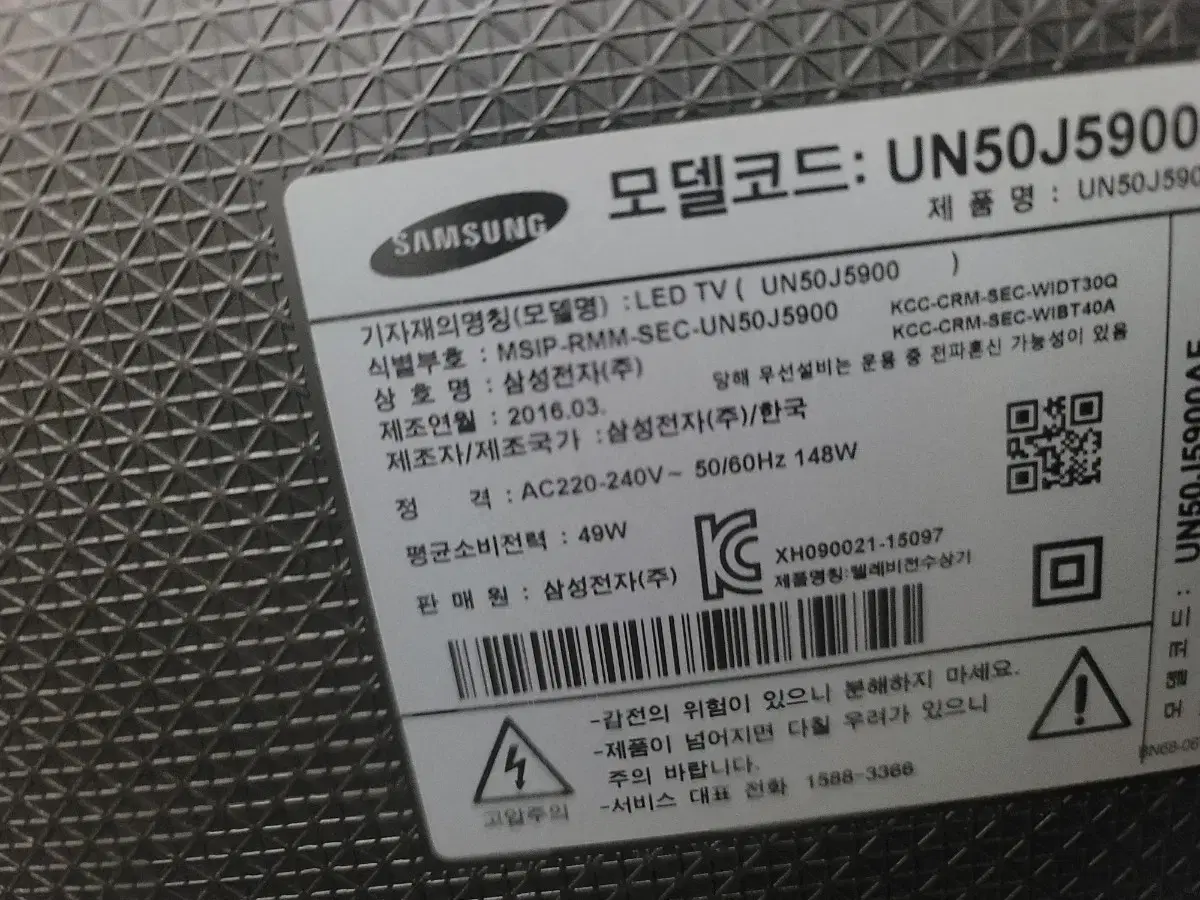 SAMSUNG
모델코드: UN50J5900
제 품 명 : UN50J590
기자재의명칭(모델명) : LED TV ( UN50J5900 )
식별부호 : MSIP-RMM-SEC-UN50J5900
KCC-CRM-SEC-WIDT30Q
KCC-CRM-SEC-WIBT40A
상 호 명 : 삼성전자(주)
당해 무선설비는 운용 중 전파혼신 가능성이 있음
제조연월 : 2016.03.
제조자/제조국가 :삼성전자(주)/한국
정 격 : AC220-240V~ 50/60Hz 148W
평균소비전력 : 49W
XH090021-15097
제품명칭:텔레비전수상기
판 매 원 : 삼성전자(주)
-감전의 위험이 있으니 분해하지 마세요.
-제품이 넘어지면 다칠 우려가 있으니
주의 바랍니다.
-서비스 대표 전화 1588-3366
고압주의
모델코드: UN50J5900AF
BN68-06